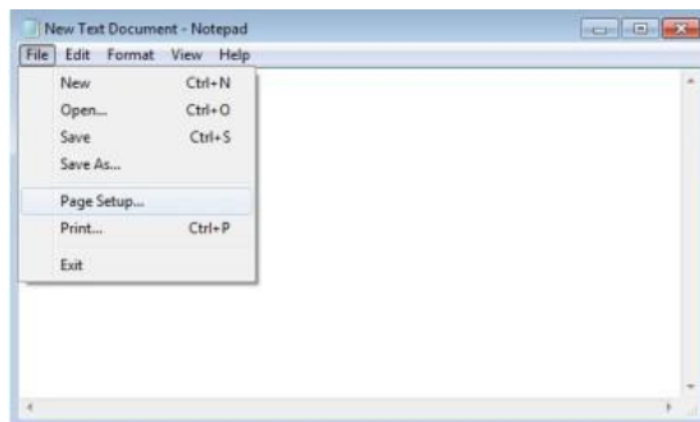 New Text Document - Notepad
File Edit Format View Help
New Ctrl+N
Open... Ctrl+O
Save Ctrl+S
Save As...
Page Setup...
Print... Ctrl+P
Exit